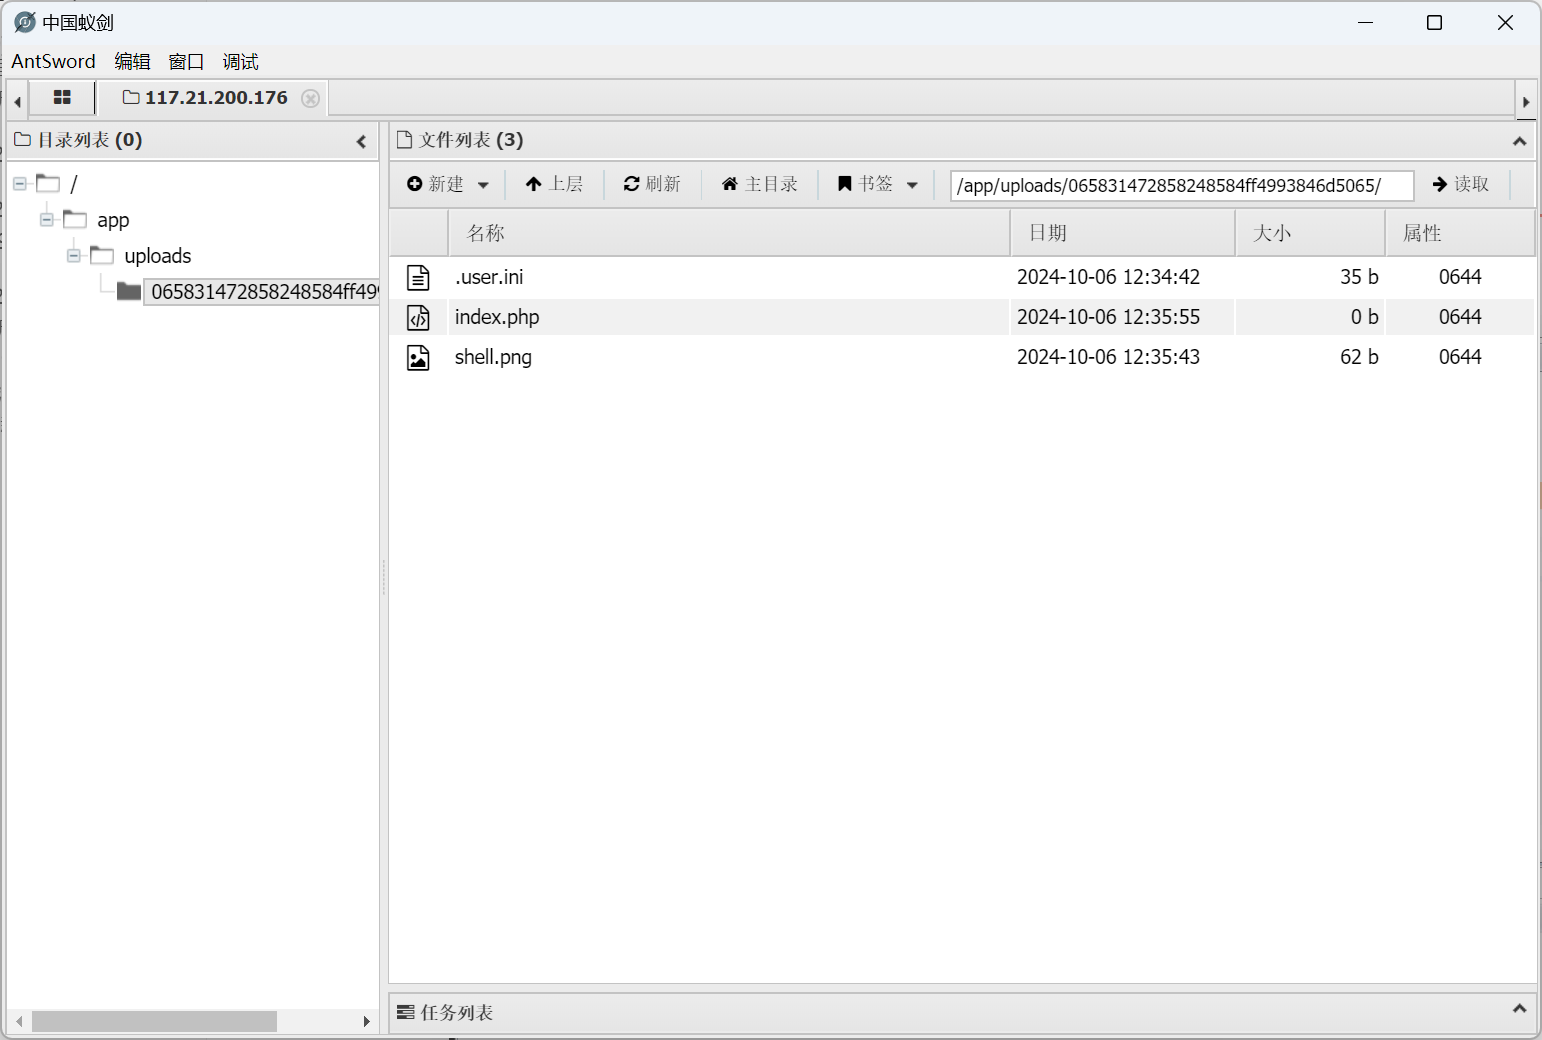 中国蚁剑
AntSword 编辑 窗口 调试
117.21.200.176
目录列表 (0)
/
app
uploads
065831472858248584ff499
文件列表 (3)
新建 上层 刷新 主目录 书签 /app/uploads/065831472858248584ff4993846d5065/ 读取
名称 日期 大小 属性
.user.ini 2024-10-06 12:34:42 35 b 0644
index.php 2024-10-06 12:35:55 0 b 0644
shell.png 2024-10-06 12:35:43 62 b 0644
任务列表